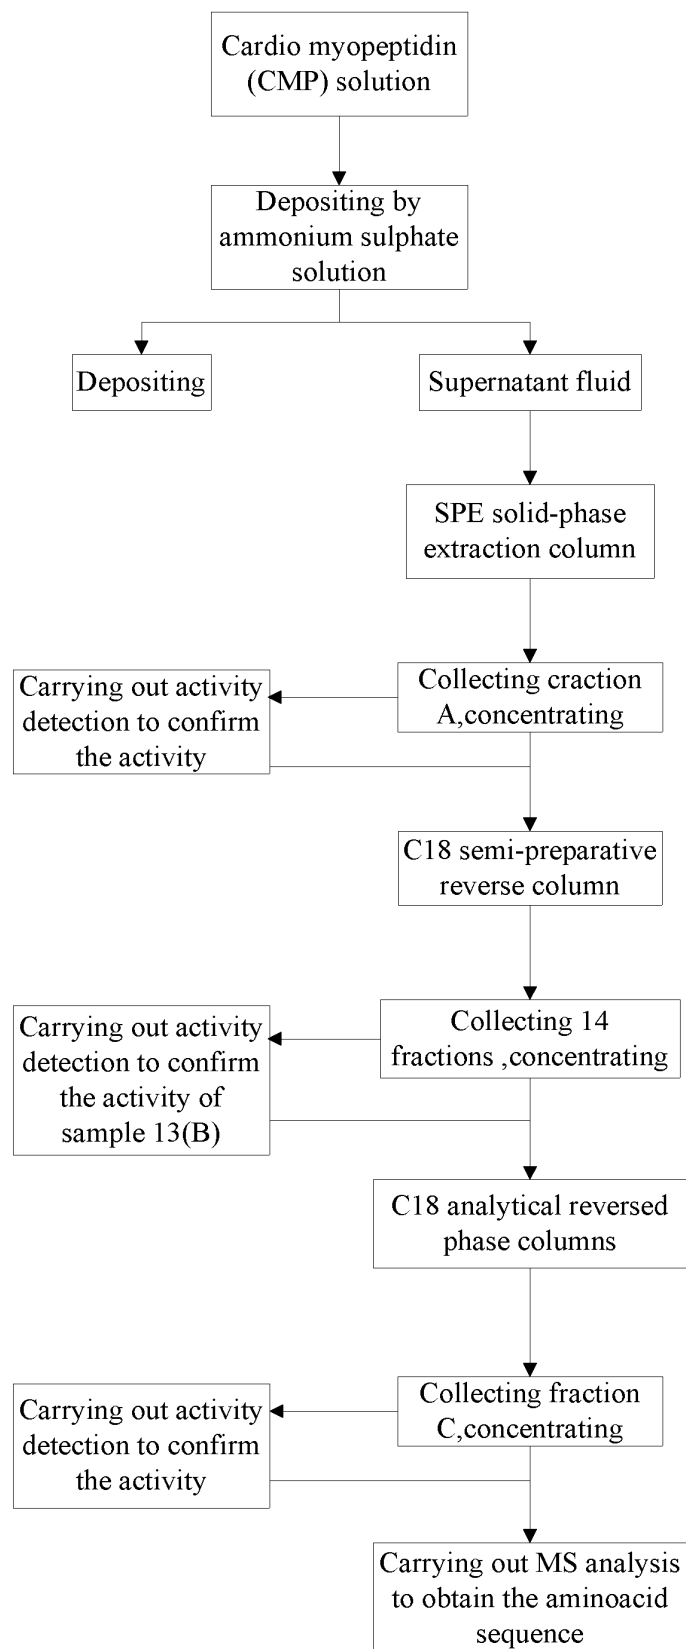 Cardio myopeptidin
(CMP) solution
Depositing by
ammonium sulphate
solution
Depositing
Supernatant fluid
SPE solid-phase
extraction column
Carrying out activity
detection to confirm
the activity
Collecting craction
A,concentrating
C18 semi-preparative
reverse column
Carrying out activity
detection to confirm
the activity of
sample 13(B)
Collecting 14
fractions ,concentrating
C18 analytical reversed
phase columns
Carrying out activity
detection to confirm
the activity
Collecting fraction
C,concentrating
Carrying out MS analysis
to obtain the aminoacid
sequence